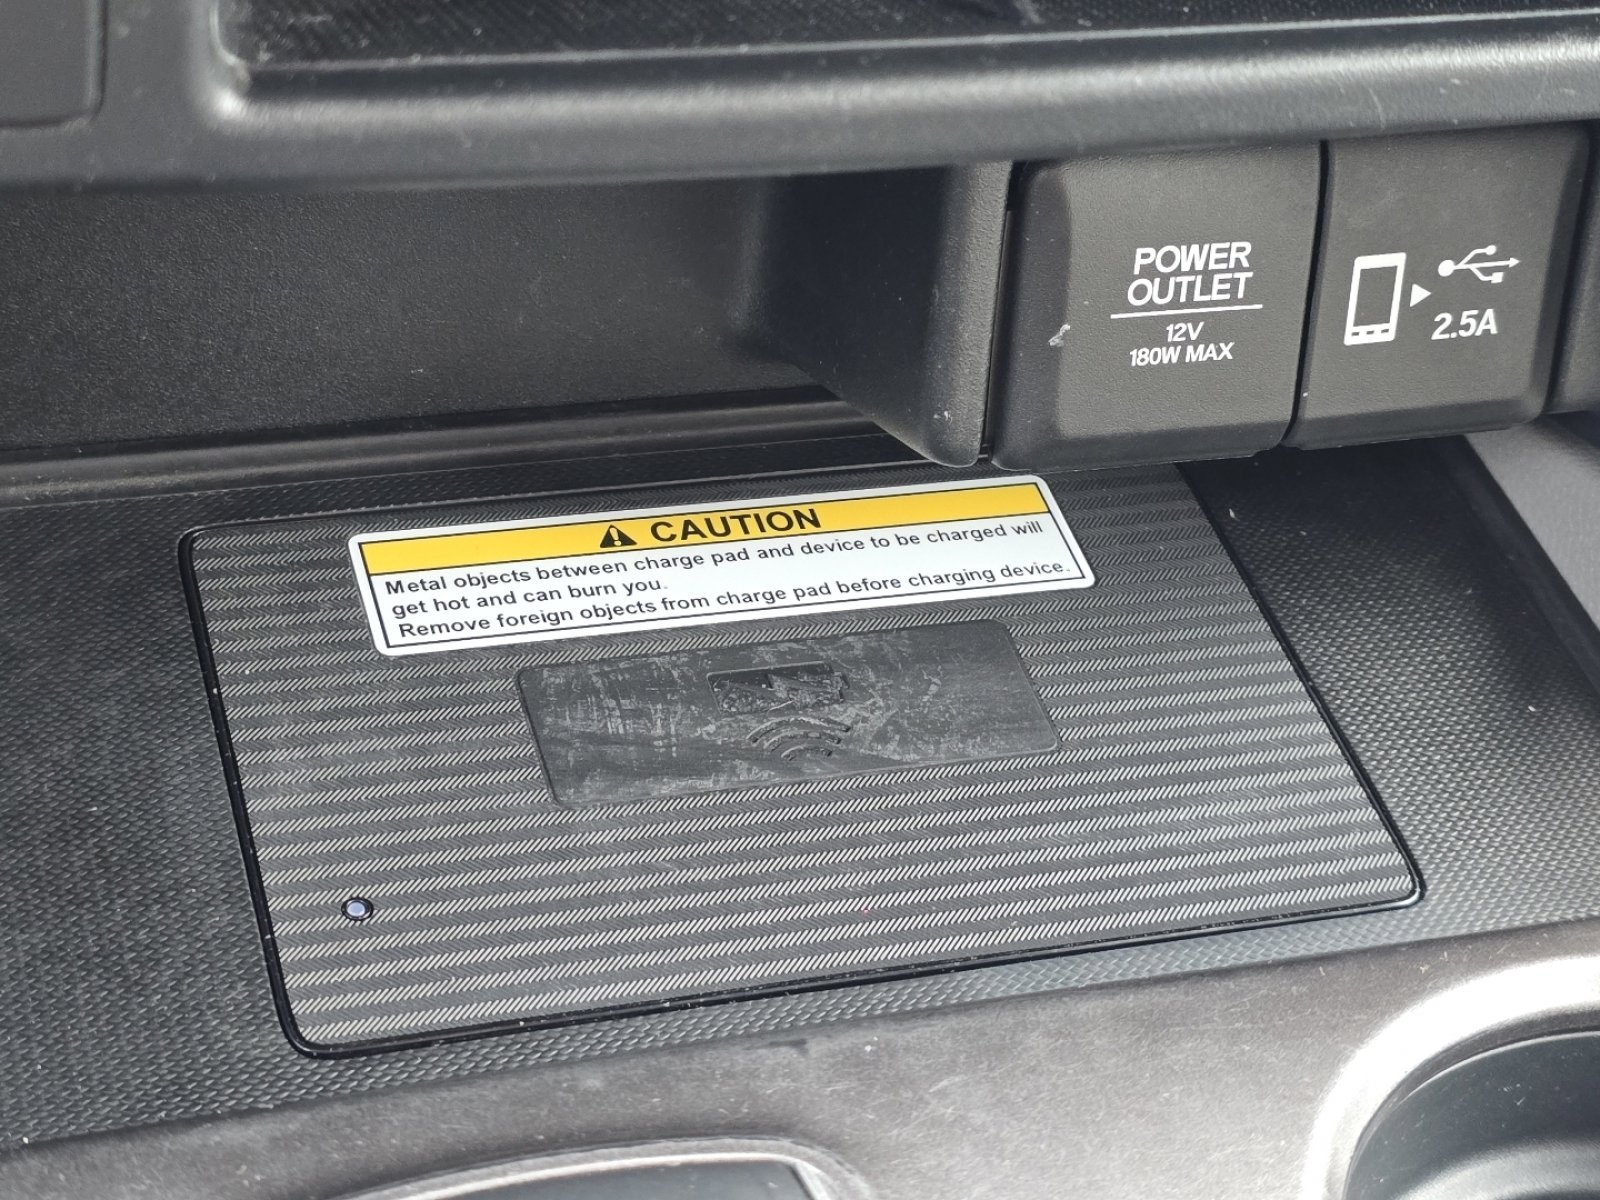 POWER
OUTLET
12V
180W MAX
2.5A
CAUTION
Metal objects between charge pad and device to be charged will
get hot and can burn you.
Remove foreign objects from charge pad before charging device.